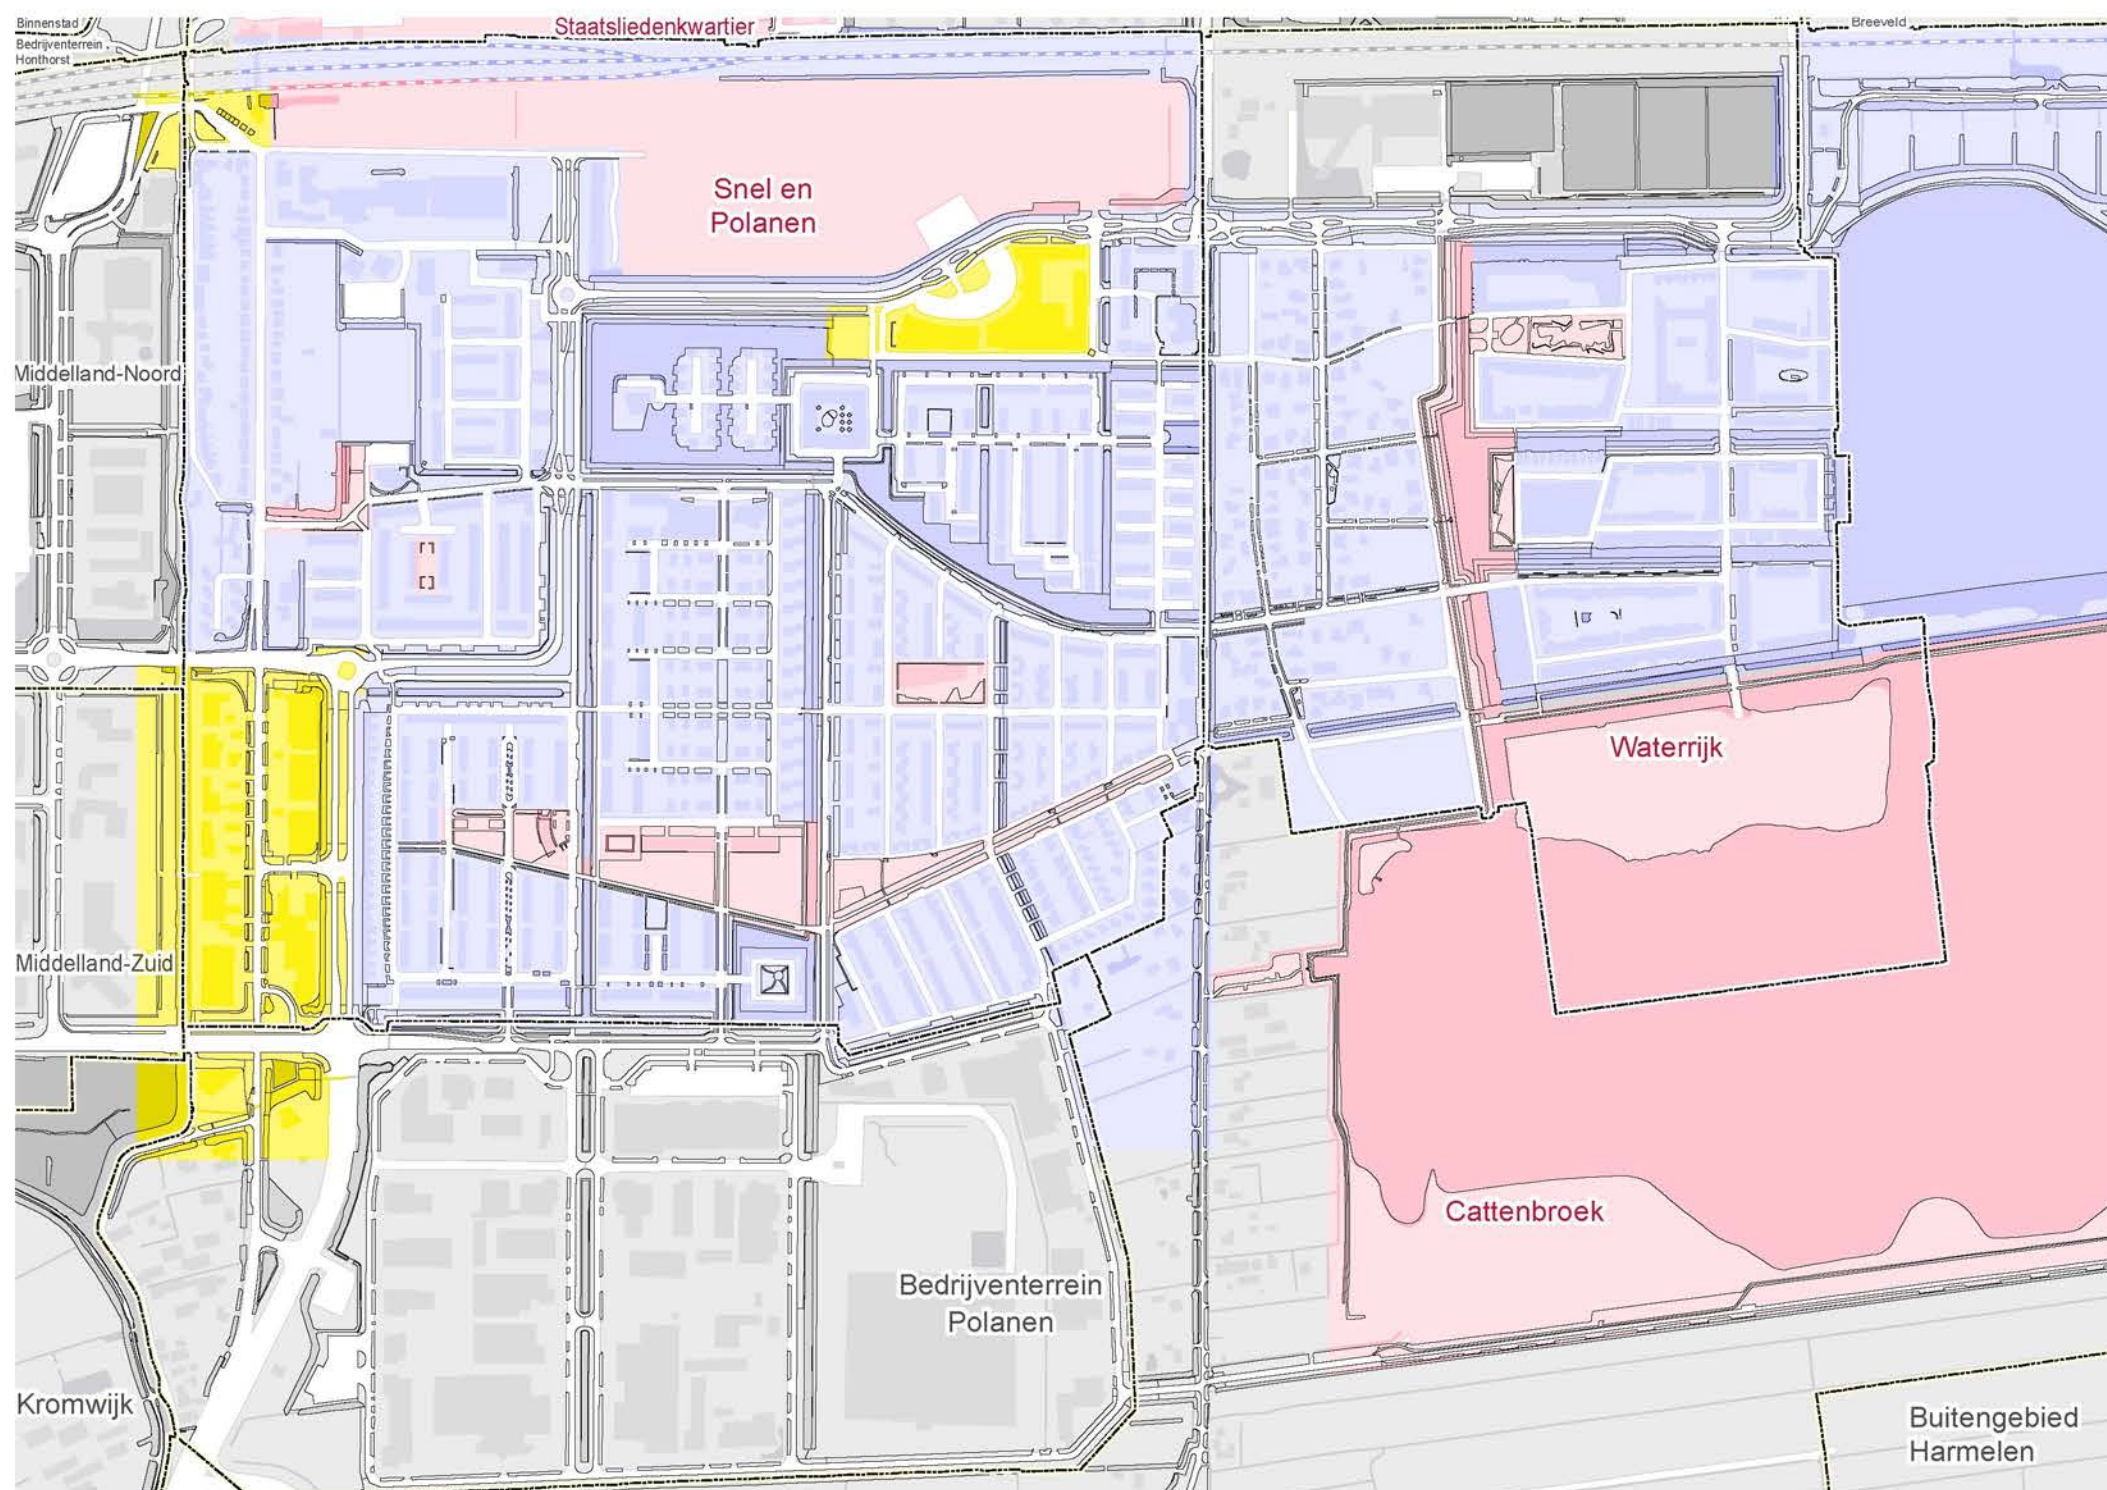 Binnenstad
Staatsliedenkwartier
Breeveld
Bedrijventerrein
Honthorst
Snel en
Polanen
Middelland-Noord
Waterrijk
Middelland-Zuid
Cattenbroek
Bedrijventerrein
Polanen
Kromwijk
Buitengebied
Harmelen